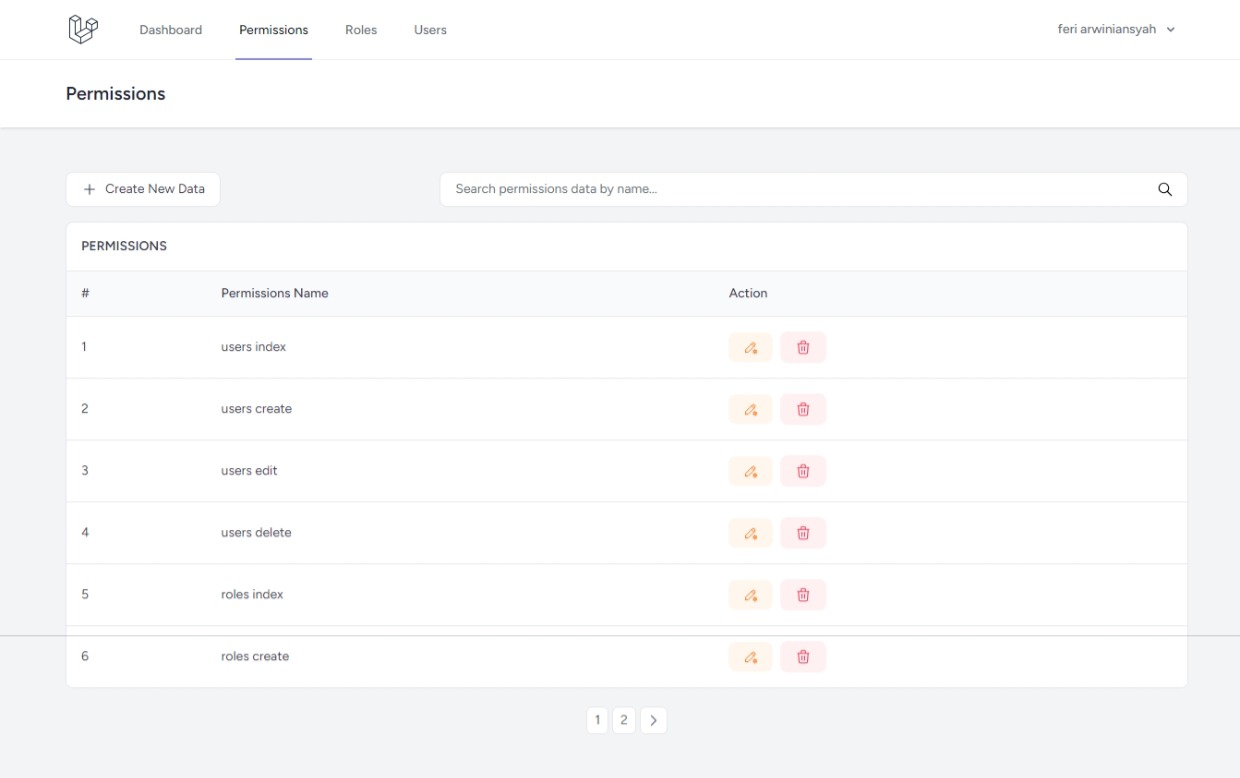 Dashboard Permissions Roles Users feri arwiniansyah
Permissions
Create New Data
Search permissions data by name...
PERMISSIONS
# Permissions Name Action
1 users index
2 users create
3 users edit
4 users delete
5 roles index
6 roles create
1 2